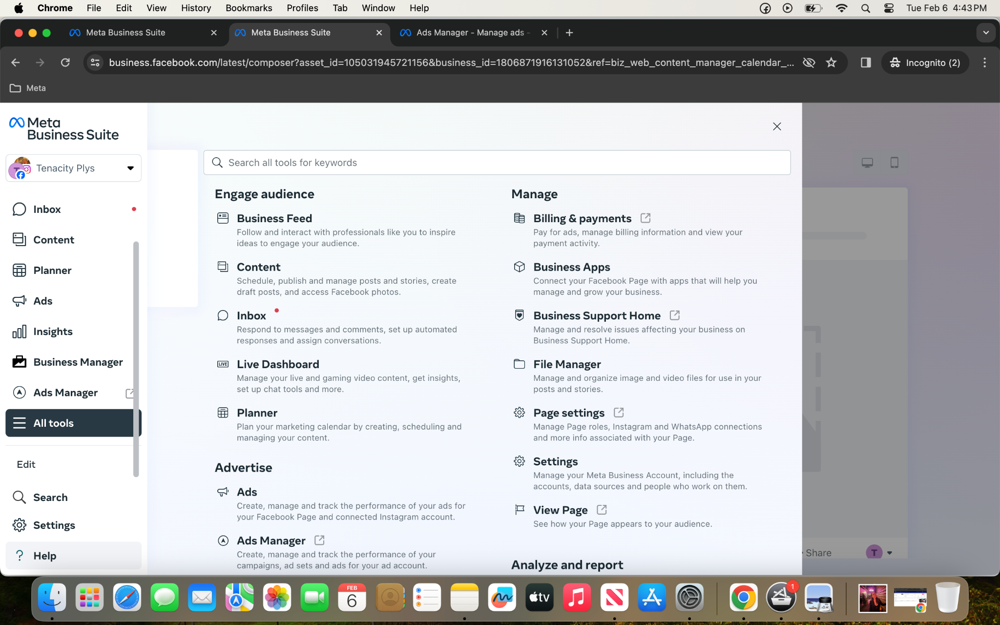 Chrome File Edit View History Bookmarks Profiles Tab Window Help Tue Feb 6 4:43 PM
Meta Business Suite Meta Business Suite Ads Manager - Manage ads -
business.facebook.com/latest/composer?asset_id=105031945721156&business_id=1806871916131052&ref=biz_web_content_manager_calendar_... Incognito (2)
Meta
Meta
Business Suite
T Tenacity Plys
Inbox
Content
Planner
Ads
Insights
Business Manager
Ads Manager
All tools
Edit
Search
Settings
? Help
Search all tools for keywords
Engage audience
Business Feed
Follow and interact with professionals like you to inspire
ideas to engage your audience.
Content
Schedule, publish and manage posts and stories, create
draft posts, and access Facebook photos.
Inbox
Respond to messages and comments, set up automated
responses and assign conversations.
LIVE Live Dashboard
Manage your live and gaming video content, get insights,
set up chat tools and more.
Planner
Plan your marketing calendar by creating, scheduling and
managing your content.
Advertise
Ads
Create, manage and track the performance of your ads for
your Facebook Page and connected Instagram account.
Ads Manager
Create, manage and track the performance of your
campaigns, ad sets and ads for your ad account.
Manage
Billing & payments
Pay for ads, manage billing information and view your
payment activity.
Business Apps
Connect your Facebook Page with apps that will help you
manage and grow your business.
Business Support Home
Manage and resolve issues affecting your business on
Business Support Home.
File Manager
Manage and organize image and video files for use in your
posts and stories.
Page settings
Manage Page roles, Instagram and WhatsApp connections
and more info associated with your Page.
Settings
Manage your Meta Business Account, including the
accounts, data sources and people who work on them.
View Page
See how your Page appears to your audience.
Analyze and report
Share T
FEB
6
tv
1